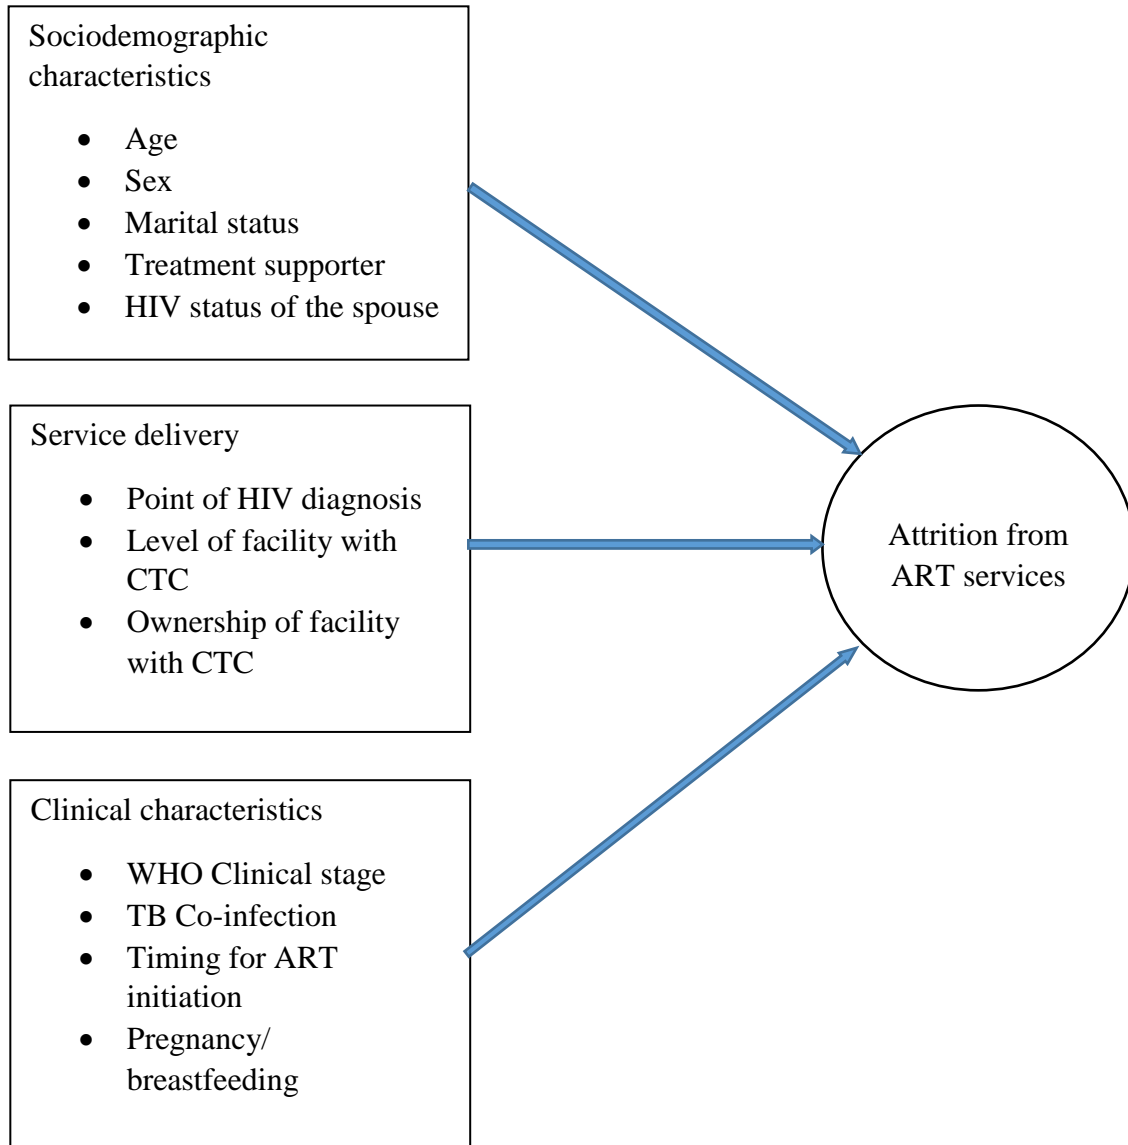 Sociodemographic
characteristics
• Age
• Sex
• Marital status
• Treatment supporter
• HIV status of the spouse
Service delivery
• Point of HIV diagnosis
• Level of facility with
CTC
• Ownership of facility
with CTC
Clinical characteristics
• WHO Clinical stage
• TB Co-infection
• Timing for ART
initiation
• Pregnancy/
breastfeeding
Attrition from
ART services